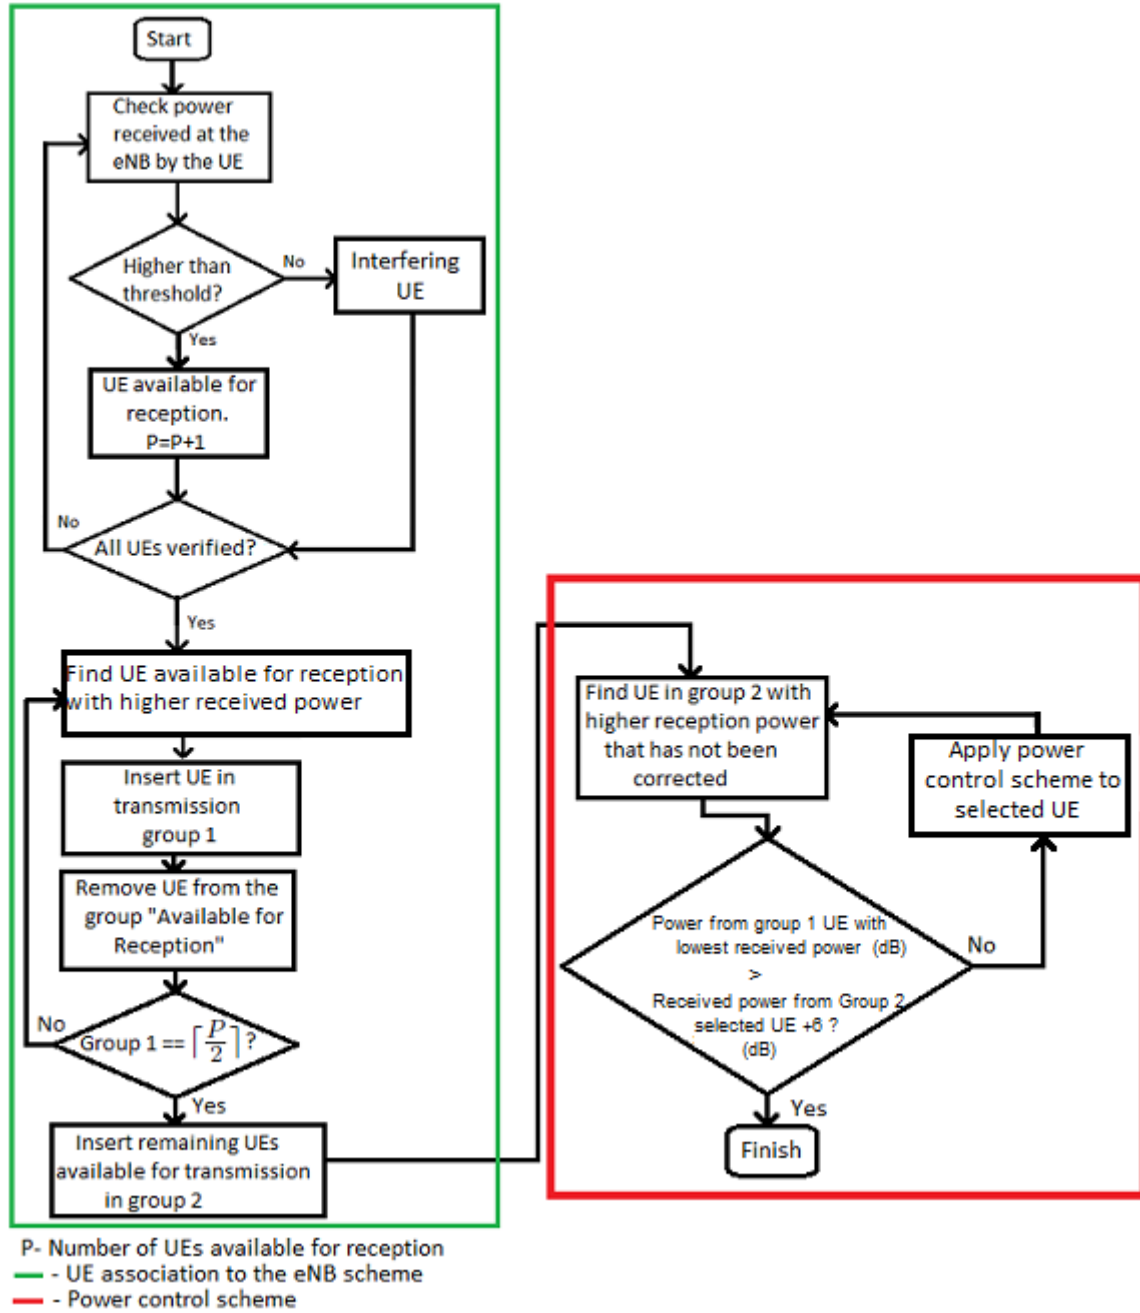 Start
Check power
received at the
eNB by the UE
Higher than
threshold?
No
Interfering
UE
Yes
UE available for
reception.
P=P+1
No
All UEs verified?
Yes
Find UE available for reception
with higher received power
Insert UE in
transmission
group 1
Remove UE from the
group "Available for
Reception"
No
Group 1 == ⌈P/2⌉ ?
Yes
Insert remaining UEs
available for transmission
in group 2
Find UE in group 2 with
higher reception power
that has not been
corrected
Apply power
control scheme to
selected UE
Power from group 1 UE with
lowest received power (dB)
>
Received power from Group 2
selected UE +6 ?
(dB)
No
Yes
Finish
P- Number of UEs available for reception
- UE association to the eNB scheme
- Power control scheme